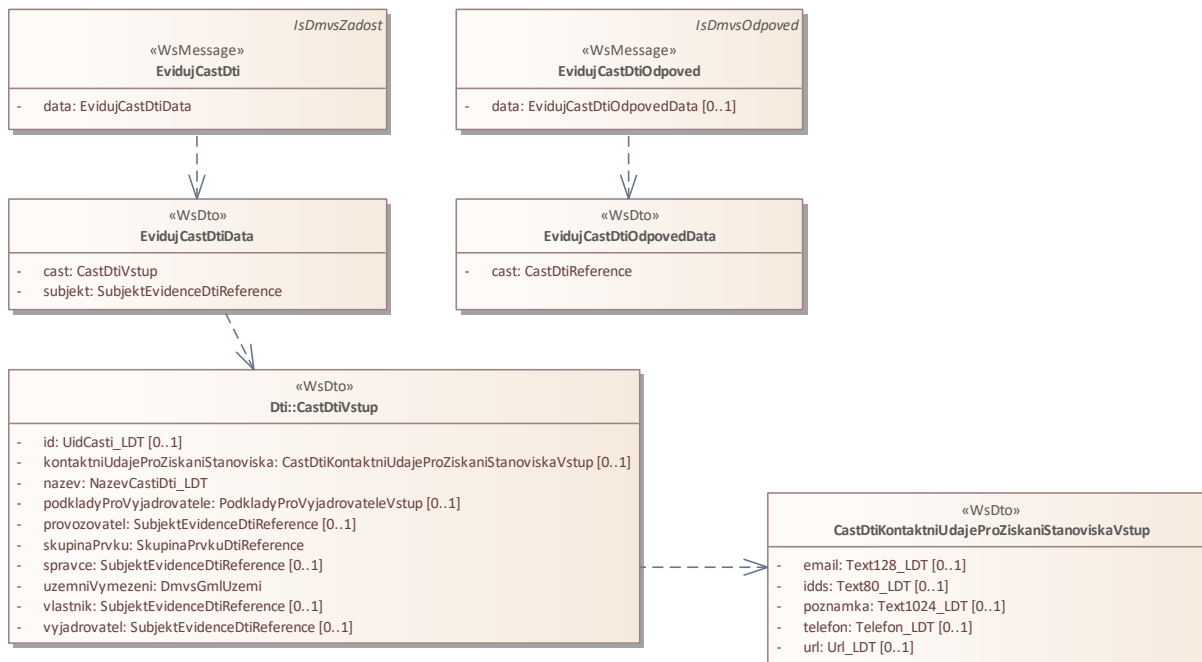 IsDmvsZadost
«WsMessage»
EvidujCastDti
- data: EvidujCastDtiData
IsDmvsOdpoved
«WsMessage»
EvidujCastDtiOdpoved
- data: EvidujCastDtiOdpovedData [0..1]
«WsDto»
EvidujCastDtiData
- cast: CastDtiVstup
- subjekt: SubjektEvidenceDtiReference
«WsDto»
EvidujCastDtiOdpovedData
- cast: CastDtiReference
«WsDto»
Dti::CastDtiVstup
- id: UidCasti_LDT [0..1]
- kontaktniUdajeProZiskaniStanoviska: CastDtiKontaktniUdajeProZiskaniStanoviskaVstup [0..1]
- nazev: NazevCastiDti_LDT
- podkladyProVyjadrovatele: PodkladyProVyjadrovateleVstup [0..1]
- provozovatel: SubjektEvidenceDtiReference [0..1]
- skupinaPrvku: SkupinaPrvkuDtiReference
- spravce: SubjektEvidenceDtiReference [0..1]
- uzemniVymezeni: DmvsGmlUzemi
- vlastnik: SubjektEvidenceDtiReference [0..1]
- vyjadrovatel: SubjektEvidenceDtiReference [0..1]
«WsDto»
CastDtiKontaktniUdajeProZiskaniStanoviskaVstup
- email: Text128_LDT [0..1]
- idds: Text80_LDT [0..1]
- poznamka: Text1024_LDT [0..1]
- telefon: Telefon_LDT [0..1]
- url: Url_LDT [0..1]